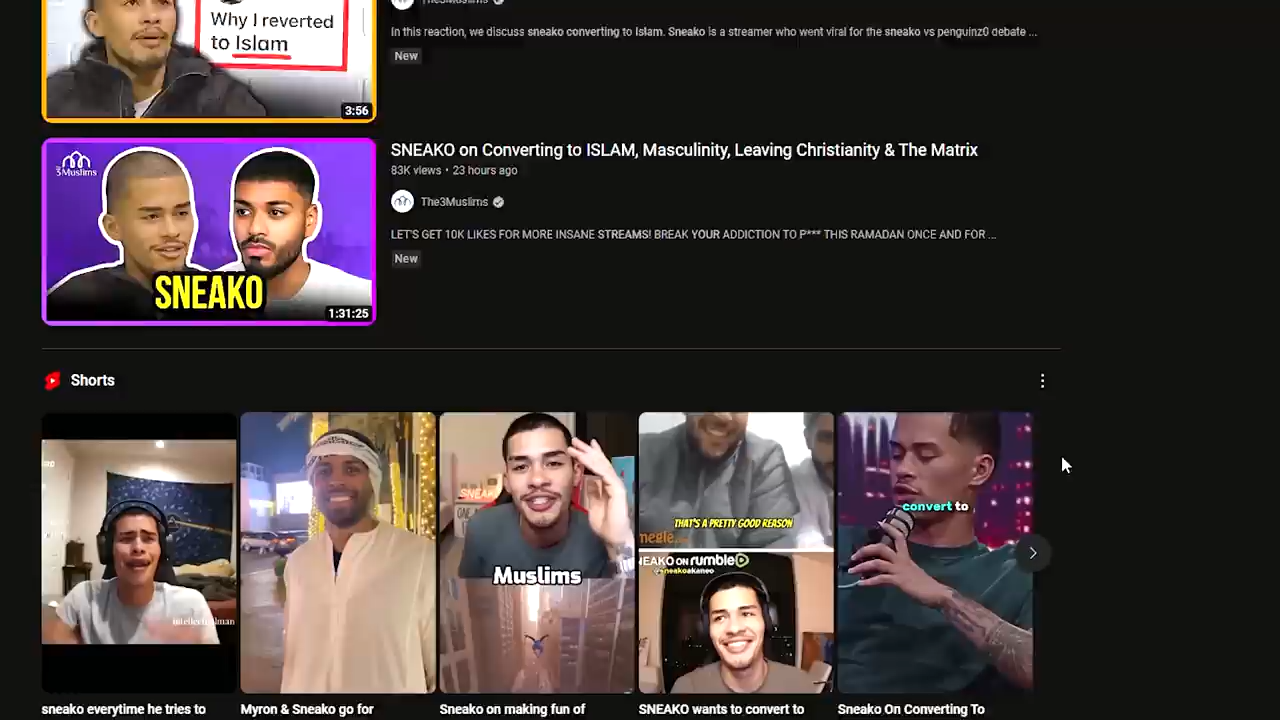 The3Muslims
Why I reverted
to Islam
In this reaction, we discuss sneako converting to Islam. Sneako is a streamer who went viral for the sneako vs penguinz0 debate ...
New
3:56
3Muslims
SNEAKO
1:31:25
SNEAKO on Converting to ISLAM, Masculinity, Leaving Christianity & The Matrix
83K views • 23 hours ago
The3Muslims
LET'S GET 10K LIKES FOR MORE INSANE STREAMS! BREAK YOUR ADDICTION TO P*** THIS RAMADAN ONCE AND FOR ...
New
Shorts
SNEAK
Muslims
THAT'S A PRETTY GOOD REASON
NEAKO ON rumble
convert to
sneako everytime he tries to
Myron & Sneako go for
Sneako on making fun of
SNEAKO wants to convert to
Sneako On Converting To